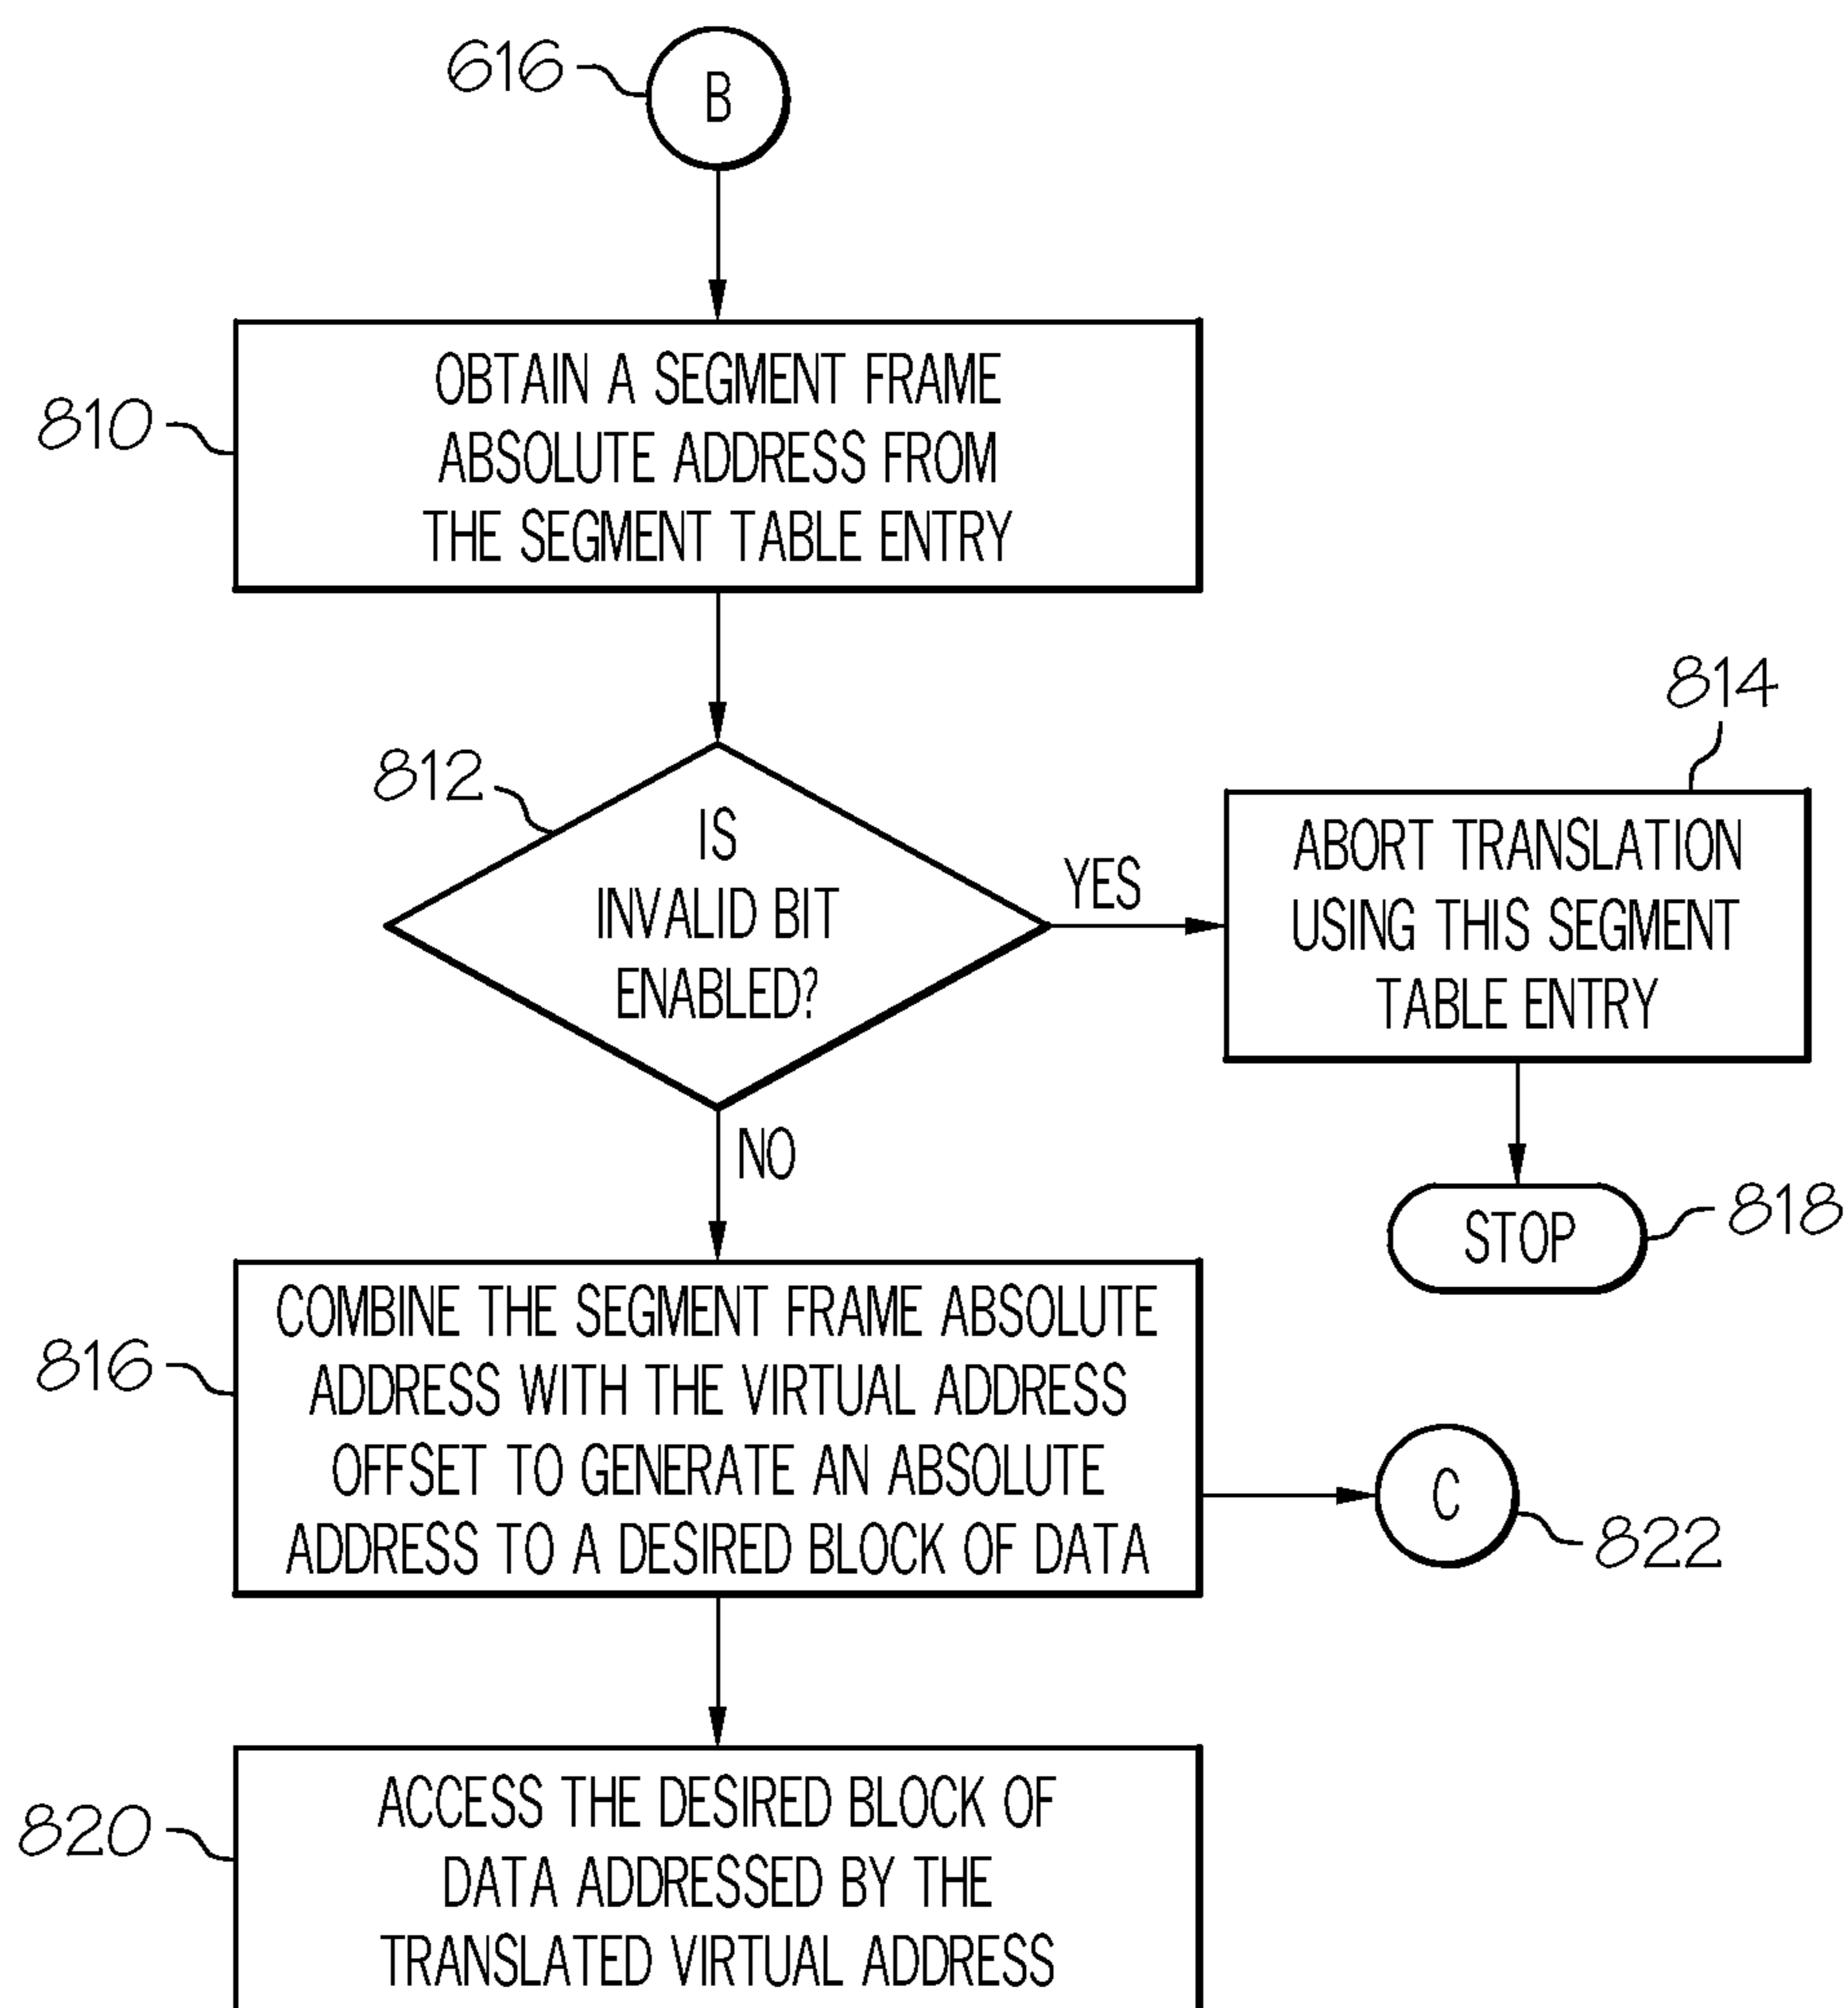 616
B
810
OBTAIN A SEGMENT FRAME
ABSOLUTE ADDRESS FROM
THE SEGMENT TABLE ENTRY
812
IS
INVALID BIT
ENABLED?
YES
814
ABORT TRANSLATION
USING THIS SEGMENT
TABLE ENTRY
NO
STOP
818
816
COMBINE THE SEGMENT FRAME ABSOLUTE
ADDRESS WITH THE VIRTUAL ADDRESS
OFFSET TO GENERATE AN ABSOLUTE
ADDRESS TO A DESIRED BLOCK OF DATA
C
822
820
ACCESS THE DESIRED BLOCK OF
DATA ADDRESSED BY THE
TRANSLATED VIRTUAL ADDRESS